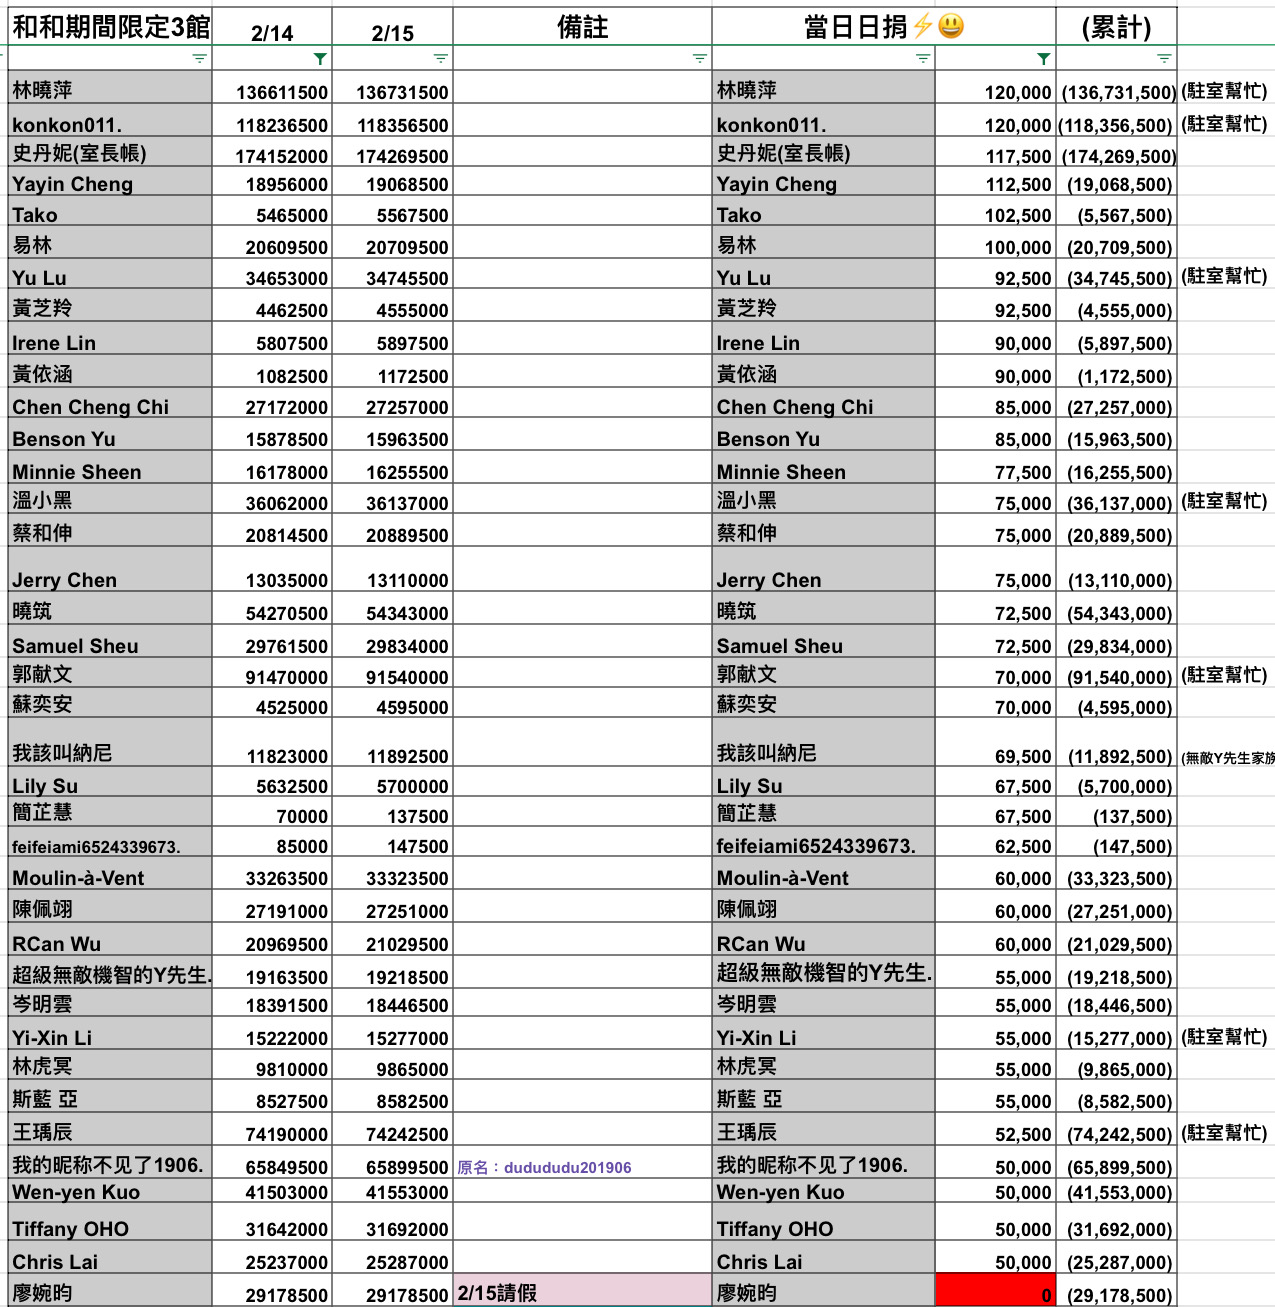 和和期間限定3館 2/14 2/15 備註 當日日捐⚡😃 (累計)
林曉萍 136611500 136731500 林曉萍 120,000 (136,731,500) (駐室幫忙)
konkon011. 118236500 118356500 konkon011. 120,000 (118,356,500) (駐室幫忙)
史丹妮(室長帳) 174152000 174269500 史丹妮(室長帳) 117,500 (174,269,500)
Yayin Cheng 18956000 19068500 Yayin Cheng 112,500 (19,068,500)
Tako 5465000 5567500 Tako 102,500 (5,567,500)
易林 20609500 20709500 易林 100,000 (20,709,500)
Yu Lu 34653000 34745500 Yu Lu 92,500 (34,745,500) (駐室幫忙)
黃芝羚 4462500 4555000 黃芝羚 92,500 (4,555,000)
Irene Lin 5807500 5897500 Irene Lin 90,000 (5,897,500)
黃依涵 1082500 1172500 黃依涵 90,000 (1,172,500)
Chen Cheng Chi 27172000 27257000 Chen Cheng Chi 85,000 (27,257,000)
Benson Yu 15878500 15963500 Benson Yu 85,000 (15,963,500)
Minnie Sheen 16178000 16255500 Minnie Sheen 77,500 (16,255,500)
溫小黑 36062000 36137000 溫小黑 75,000 (36,137,000) (駐室幫忙)
蔡和伸 20814500 20889500 蔡和伸 75,000 (20,889,500)
Jerry Chen 13035000 13110000 Jerry Chen 75,000 (13,110,000)
曉筑 54270500 54343000 曉筑 72,500 (54,343,000)
Samuel Sheu 29761500 29834000 Samuel Sheu 72,500 (29,834,000)
郭献文 91470000 91540000 郭献文 70,000 (91,540,000) (駐室幫忙)
蘇奕安 4525000 4595000 蘇奕安 70,000 (4,595,000)
我該叫納尼 11823000 11892500 我該叫納尼 69,500 (11,892,500) (無敵Y先生家族
Lily Su 5632500 5700000 Lily Su 67,500 (5,700,000)
簡芷慧 70000 137500 簡芷慧 67,500 (137,500)
feifeiami6524339673. 85000 147500 feifeiami6524339673. 62,500 (147,500)
Moulin-à-Vent 33263500 33323500 Moulin-à-Vent 60,000 (33,323,500)
陳佩翊 27191000 27251000 陳佩翊 60,000 (27,251,000)
RCan Wu 20969500 21029500 RCan Wu 60,000 (21,029,500)
超級無敵機智的Y先生. 19163500 19218500 超級無敵機智的Y先生. 55,000 (19,218,500)
岑明雲 18391500 18446500 岑明雲 55,000 (18,446,500)
Yi-Xin Li 15222000 15277000 Yi-Xin Li 55,000 (15,277,000) (駐室幫忙)
林虎冥 9810000 9865000 林虎冥 55,000 (9,865,000)
斯藍 亞 8527500 8582500 斯藍 亞 55,000 (8,582,500)
王瑀辰 74190000 74242500 王瑀辰 52,500 (74,242,500) (駐室幫忙)
我的昵称不见了1906. 65849500 65899500 原名：dudududu201906 我的昵称不见了1906. 50,000 (65,899,500)
Wen-yen Kuo 41503000 41553000 Wen-yen Kuo 50,000 (41,553,000)
Tiffany OHO 31642000 31692000 Tiffany OHO 50,000 (31,692,000)
Chris Lai 25237000 25287000 Chris Lai 50,000 (25,287,000)
廖婉昀 29178500 29178500 2/15請假 廖婉昀 0 (29,178,500)